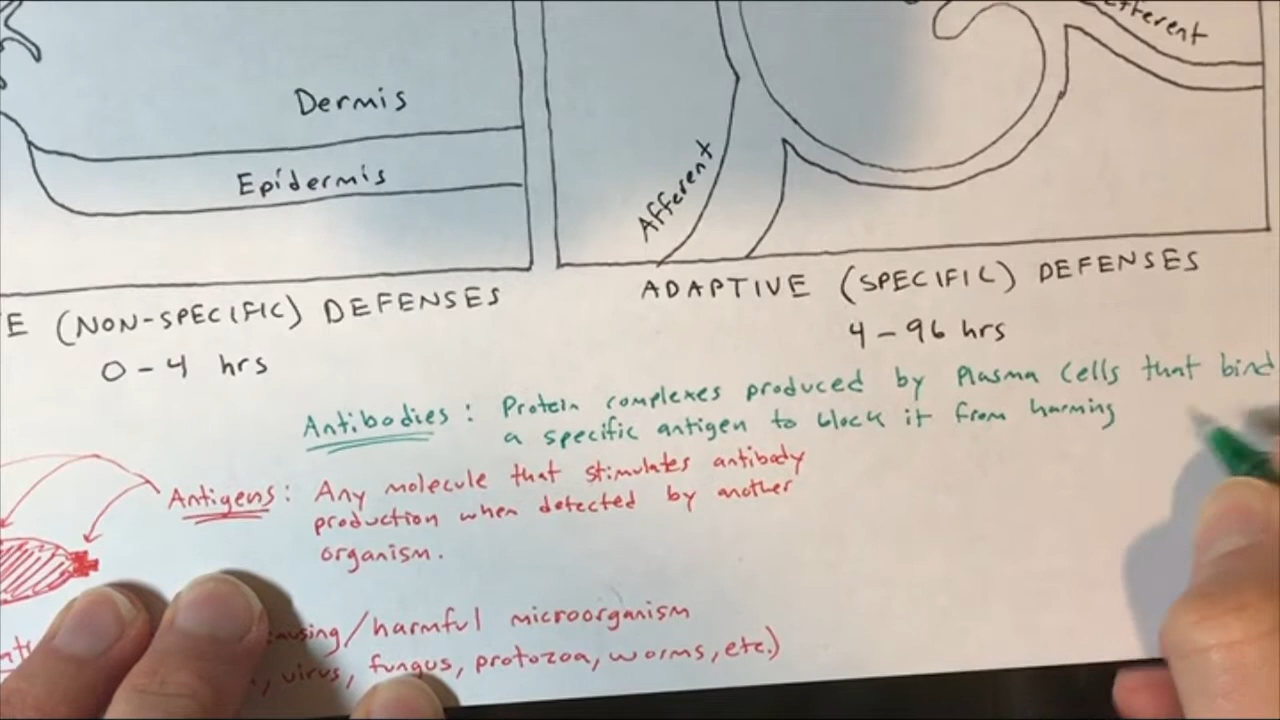 efferent
Dermis
Epidermis
Afferent
E (NON-SPECIFIC) DEFENSES
0-4 hrs
ADAPTIVE (SPECIFIC) DEFENSES
4-96 hrs
Antibodies: Protein complexes produced by Plasma Cells that bind
a specific antigen to block it from harming
Antigens: Any molecule that stimulates antibody
production when detected by another
organism.
causing/harmful microorganism
, virus, fungus, protozoa, worms, etc.)